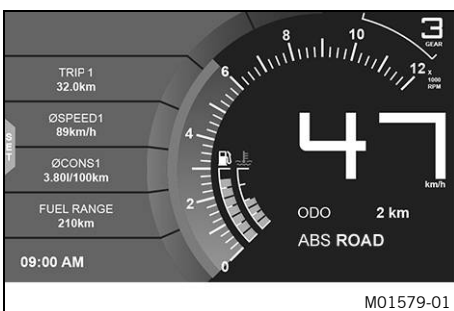 TRIP 1
32.0km
ØSPEED1
89km/h
ØCONS1
3.80l/100km
FUEL RANGE
210km
09:00 AM
SET
0
2
4
6
8
10
12
X
1000
RPM
3
GEAR
47
km/h
ODO 2 km
ABS ROAD
M01579-01